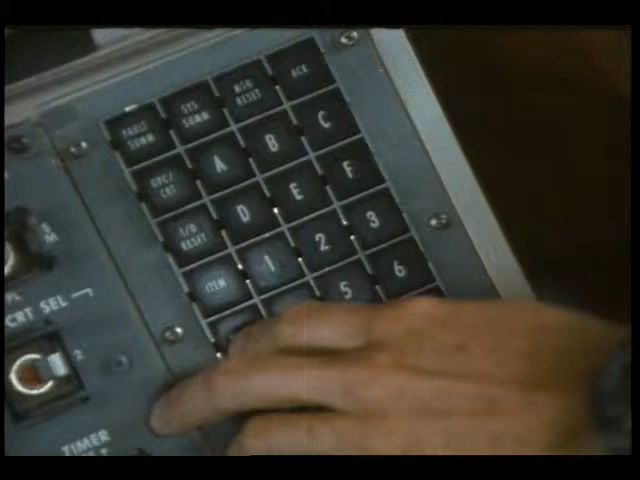 FAULT SUMM
SYS SUMM
MSG RESET
ACK
GPC/ CRT
A
B
C
I/O RESET
D
E
F
ITEM
1
2
3
5
6
CRT SEL
2
TIMER